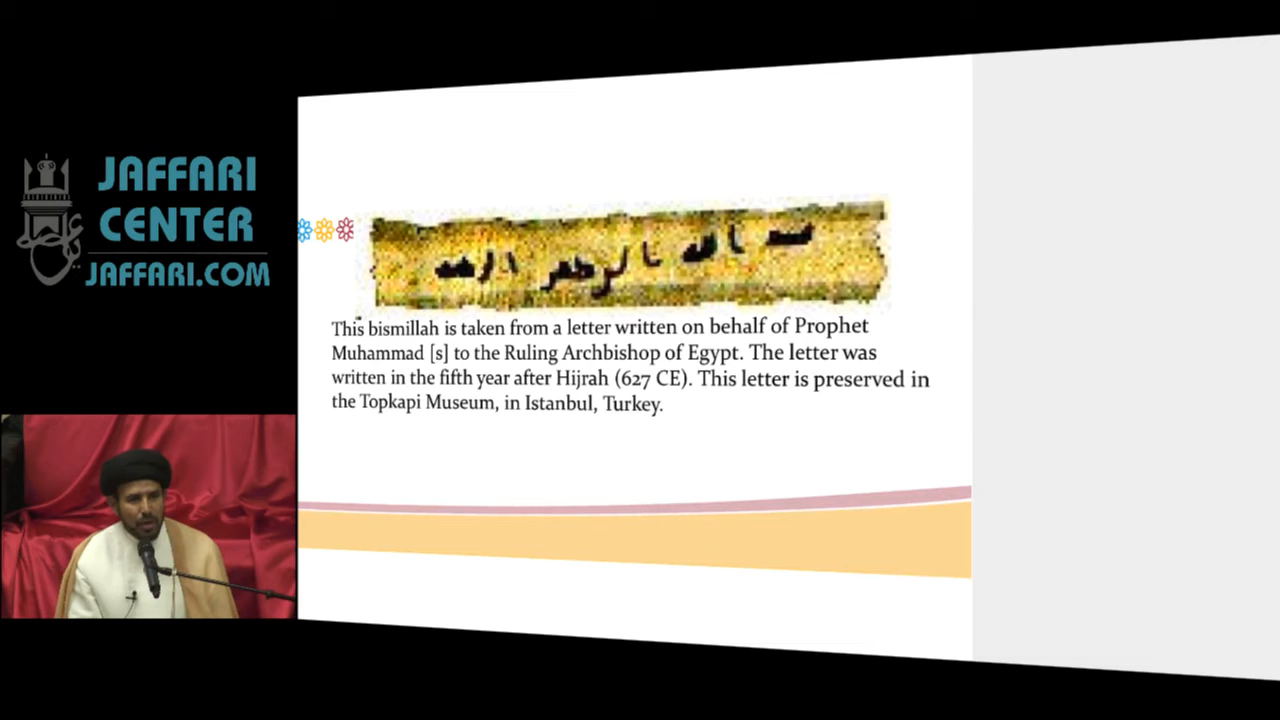 JAFFARI
CENTER
JAFFARI.COM
This bismillah is taken from a letter written on behalf of Prophet
Muhammad [s] to the Ruling Archbishop of Egypt. The letter was
written in the fifth year after Hijrah (627 CE). This letter is preserved in
the Topkapi Museum, in Istanbul, Turkey.